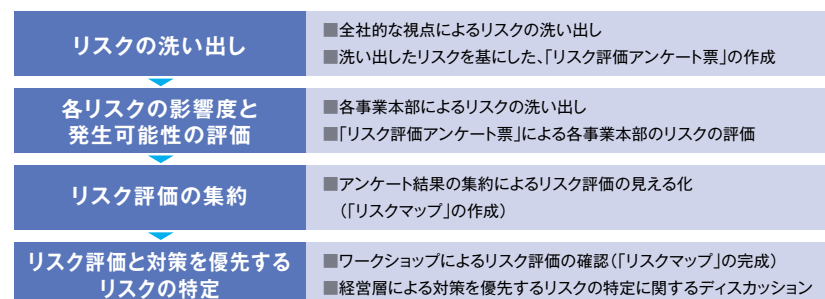 リスクの洗い出し
■全社的な視点によるリスクの洗い出し
■洗い出したリスクを基にした、「リスク評価アンケート票」の作成
各リスクの影響度と
発生可能性の評価
■各事業本部によるリスクの洗い出し
■「リスク評価アンケート票」による各事業本部のリスクの評価
リスク評価の集約
■アンケート結果の集約によるリスク評価の見える化
（「リスクマップ」の作成）
リスク評価と対策を優先する
リスクの特定
■ワークショップによるリスク評価の確認（「リスクマップ」の完成）
■経営層による対策を優先するリスクの特定に関するディスカッション